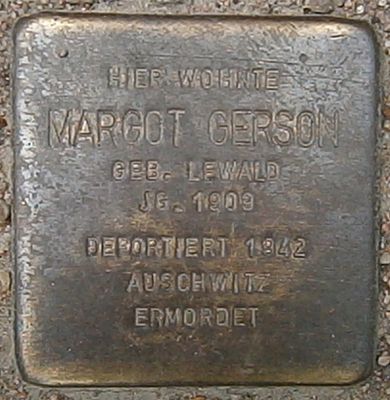 HIER WOHNTE
MARGOT GERSON
GEB. LEWALD
JG. 1909
DEPORTIERT 1942
AUSCHWITZ
ERMORDET